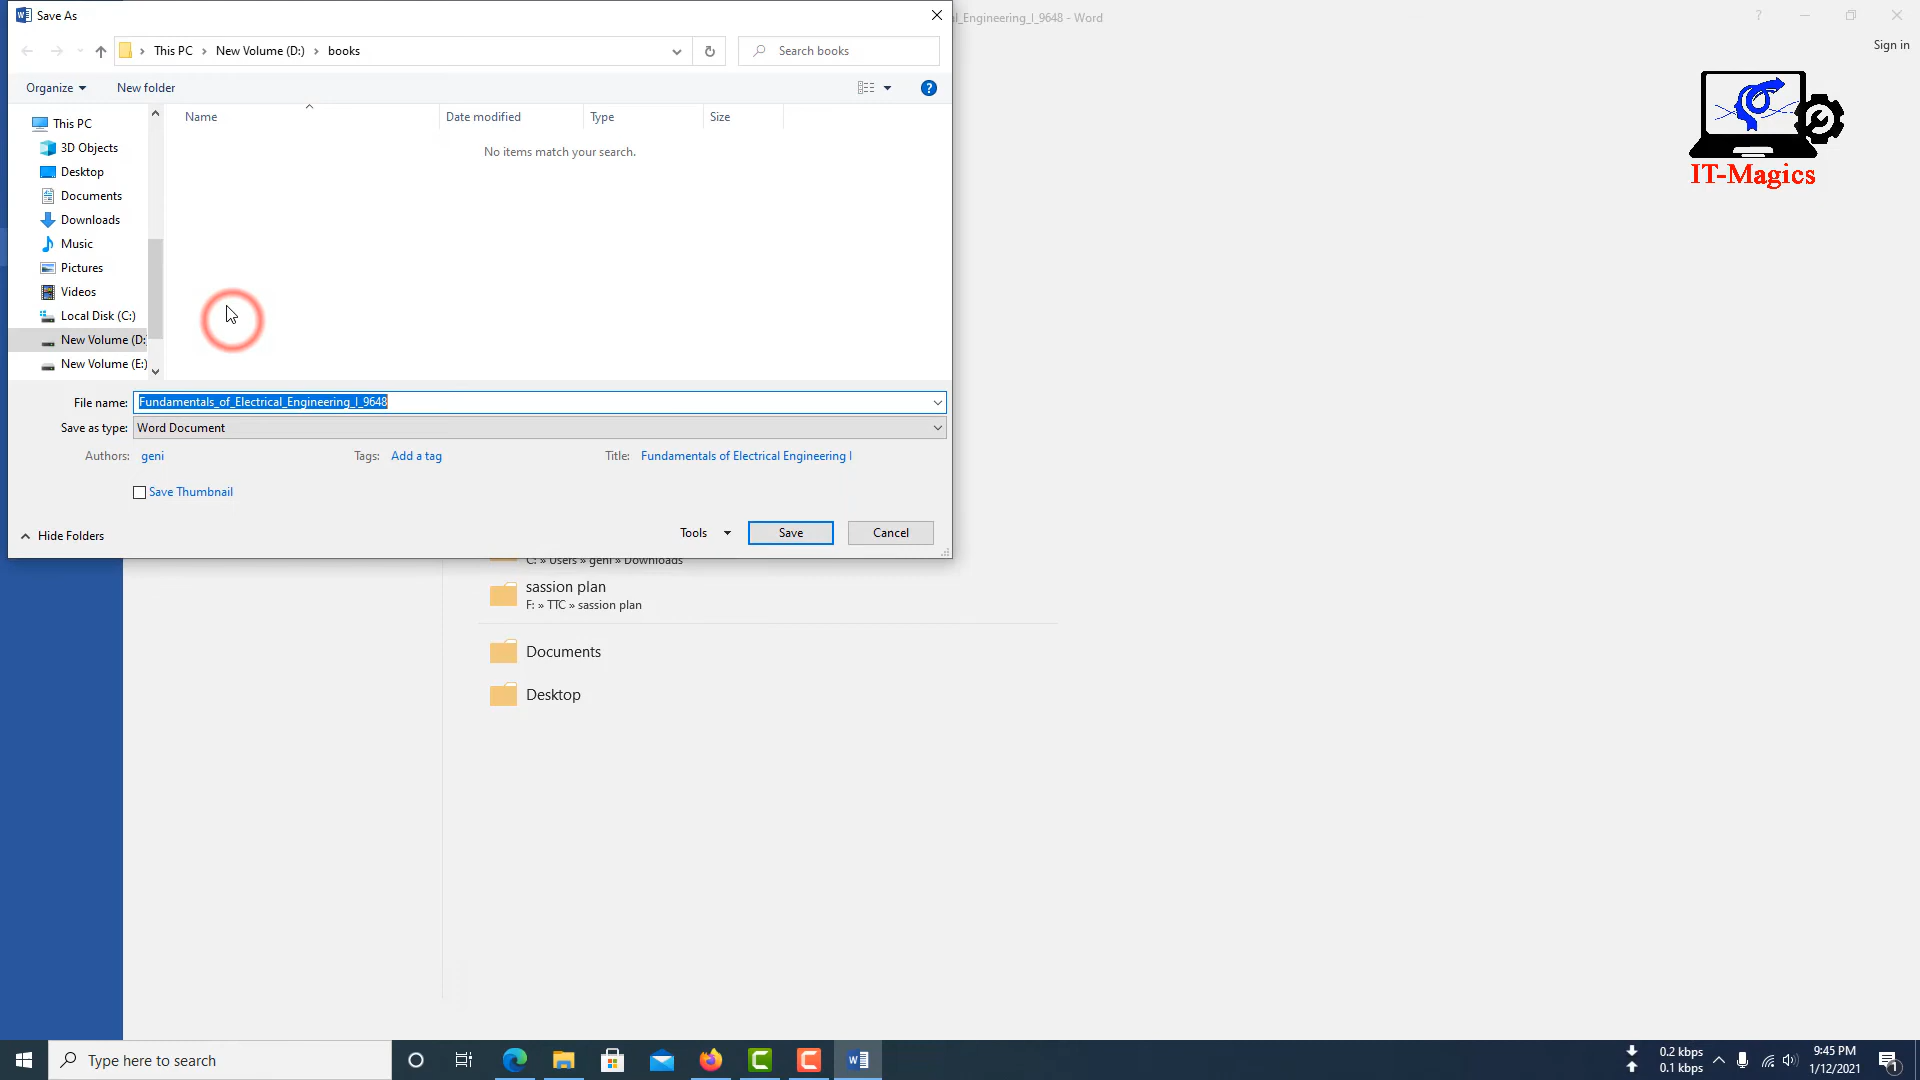 Save As
l_Engineering_I_9648 - Word
?
Sign in
This PC
New Volume (D:)
books
Search books
Organize
New folder
?
IT-Magics
Name
Date modified
Type
Size
No items match your search.
This PC
3D Objects
Desktop
Documents
Downloads
Music
Pictures
Videos
Local Disk (C:)
New Volume (D:
New Volume (E:)
File name: Fundamentals_of_Electrical_Engineering_I_9648
Save as type: Word Document
Authors: geni
Tags: Add a tag
Title: Fundamentals of Electrical Engineering I
Save Thumbnail
Hide Folders
Tools
Save
Cancel
C: » Users » geni » Downloads
sassion plan
F: » TTC » sassion plan
Documents
Desktop
Type here to search
0.2 kbps
0.1 kbps
9:45 PM
1/12/2021
1